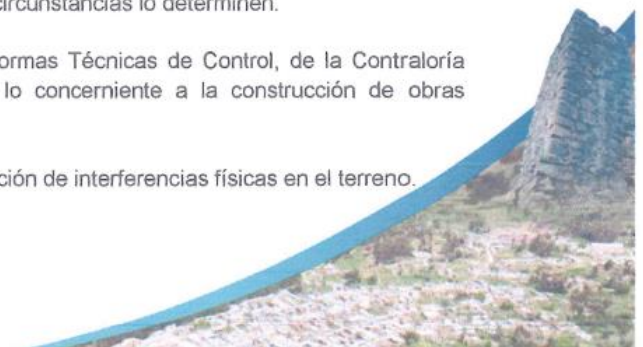 circunstancias lo determinen.
ormas Técnicas de Control, de la Contraloría
lo concerniente a la construcción de obras
ción de interferencias físicas en el terreno.